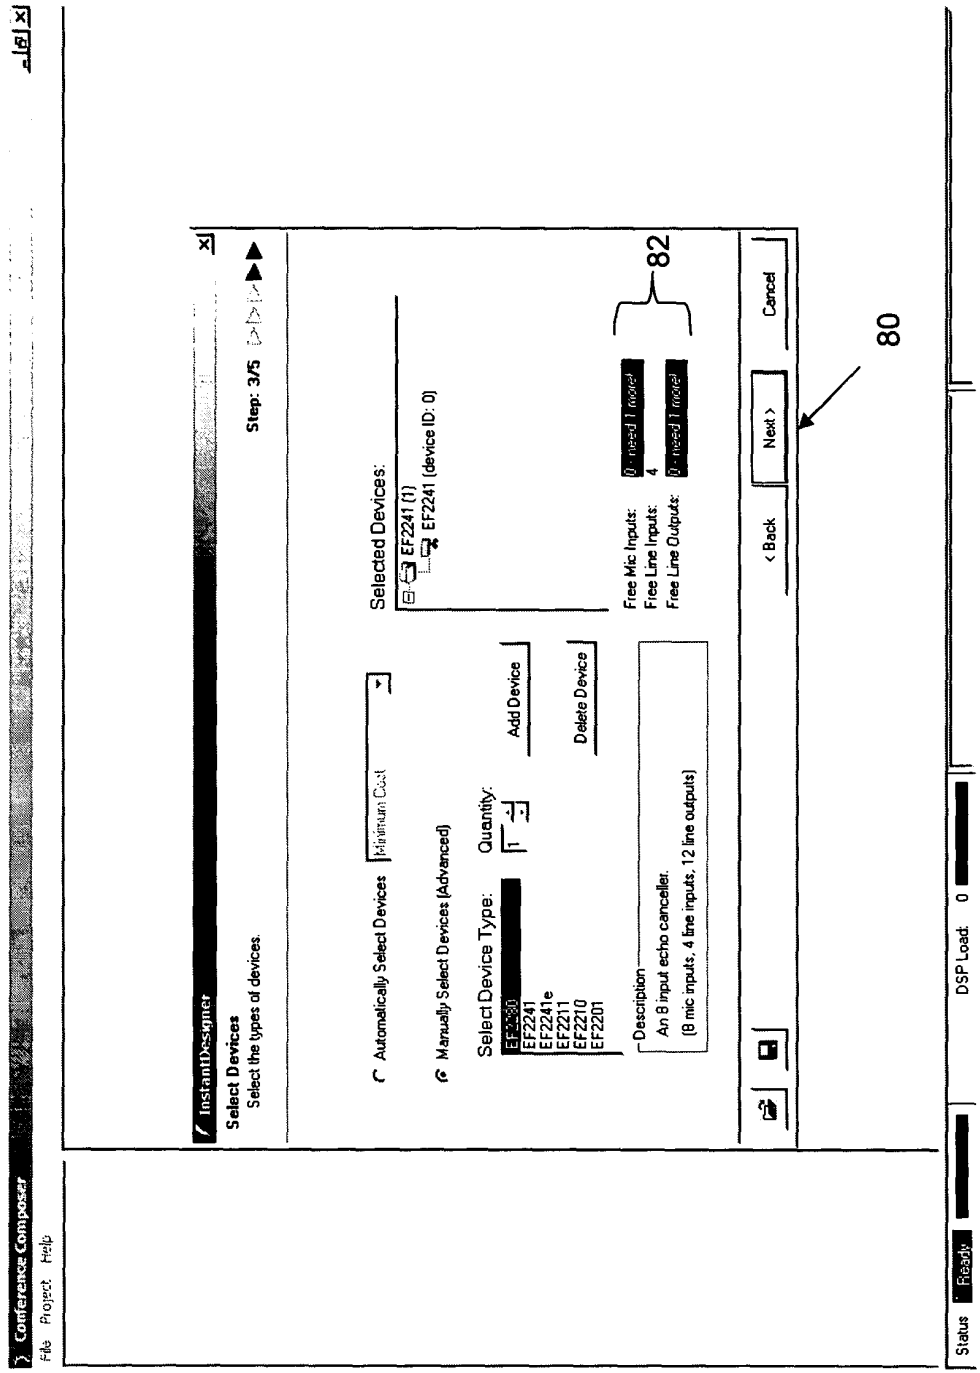 Conference Composer
File Project Help
InstantDesigner
Select Devices
Select the types of devices.
Step: 3/5
Automatically Select Devices
Minimum Cost
Manually Select Devices (Advanced)
Select Device Type:
Quantity:
EF2280
EF2241
EF2241e
EF2211
EF2210
EF2201
1
Add Device
Delete Device
Selected Devices:
EF2241 (1)
EF2241 (device ID: 0)
Description
An 8 input echo canceller.
(8 mic inputs, 4 line inputs, 12 line outputs)
Free Mic Inputs: 0 - need 1 more!
Free Line Inputs: 4
Free Line Outputs: 0 - need 1 more!
82
< Back
Next >
Cancel
80
Status Ready
DSP Load: 0